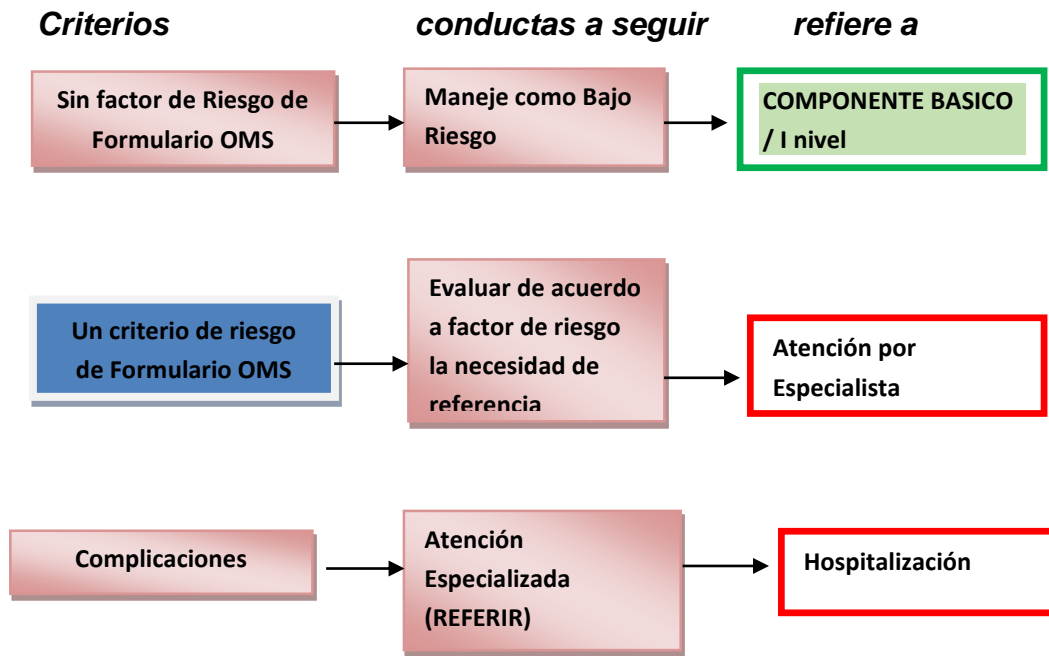 Criterios conductas a seguir refiere a
Sin factor de Riesgo de
Formulario OMS
Maneje como Bajo
Riesgo
COMPONENTE BASICO
/ I nivel
Un criterio de riesgo
de Formulario OMS
Evaluar de acuerdo
a factor de riesgo
la necesidad de
referencia
Atención por
Especialista
Complicaciones
Atención
Especializada
(REFERIR)
Hospitalización